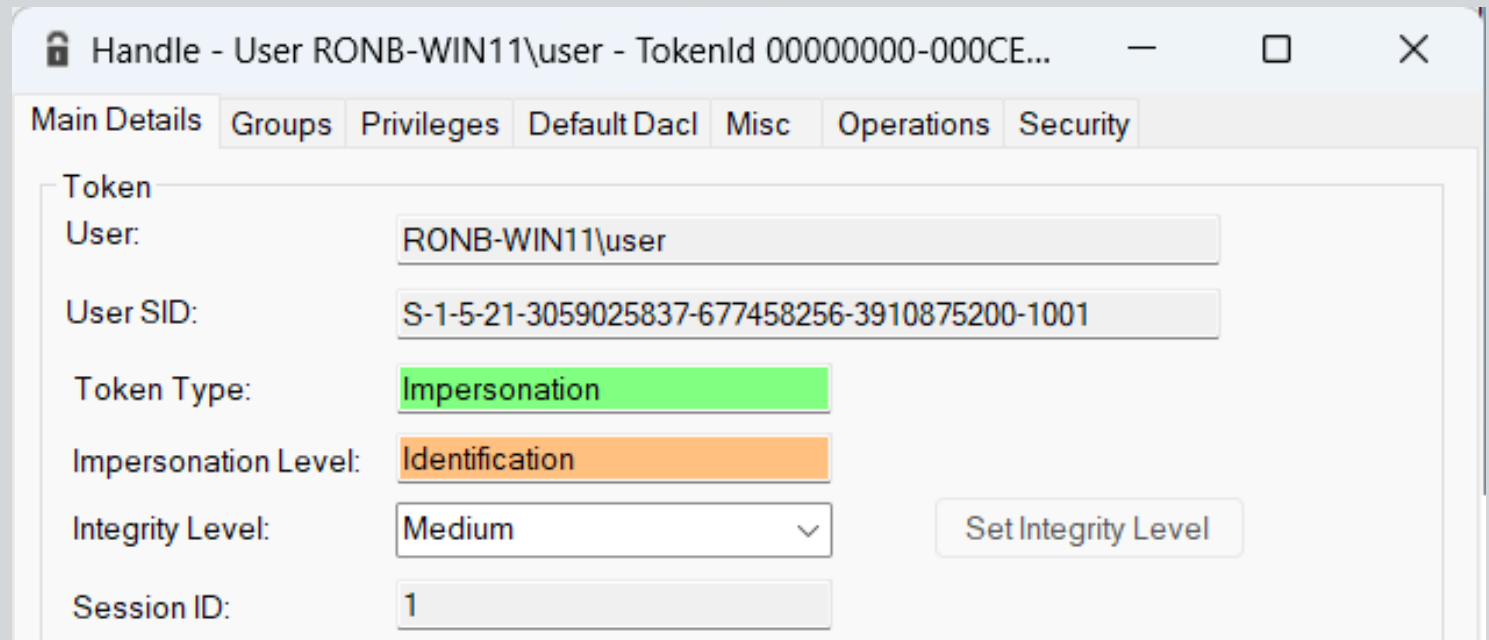 Handle - User RONB-WIN11\user - TokenId 00000000-000CE...
Main Details Groups Privileges Default Dacl Misc Operations Security
Token
User: RONB-WIN11\user
User SID: S-1-5-21-3059025837-677458256-3910875200-1001
Token Type: Impersonation
Impersonation Level: Identification
Integrity Level: Medium Set Integrity Level
Session ID: 1